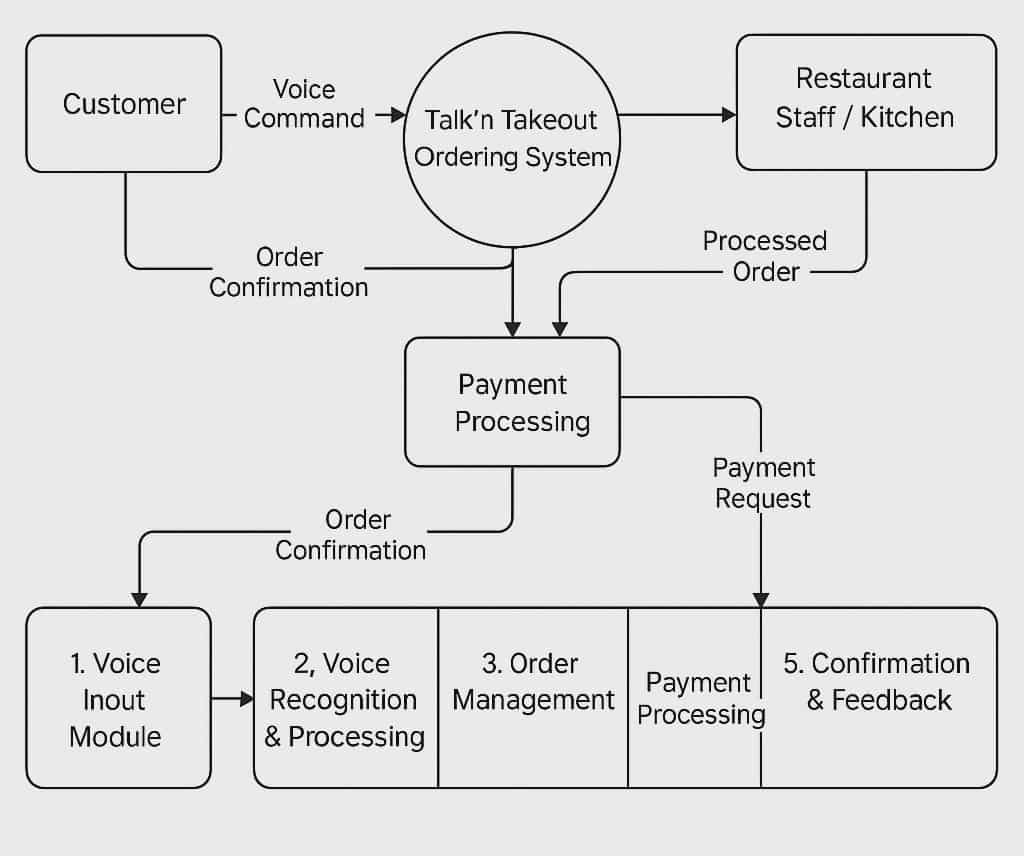 Customer
Voice
Command
Talk'n Takeout
Ordering System
Restaurant
Staff / Kitchen
Order
Confirmantion
Processed
Order
Payment
Processing
Payment
Request
Order
Confirmation
1. Voice
Inout
Module
2, Voice
Recognition
& Processing
3. Order
Management
Payment
Processing
5. Confirmation
& Feedback